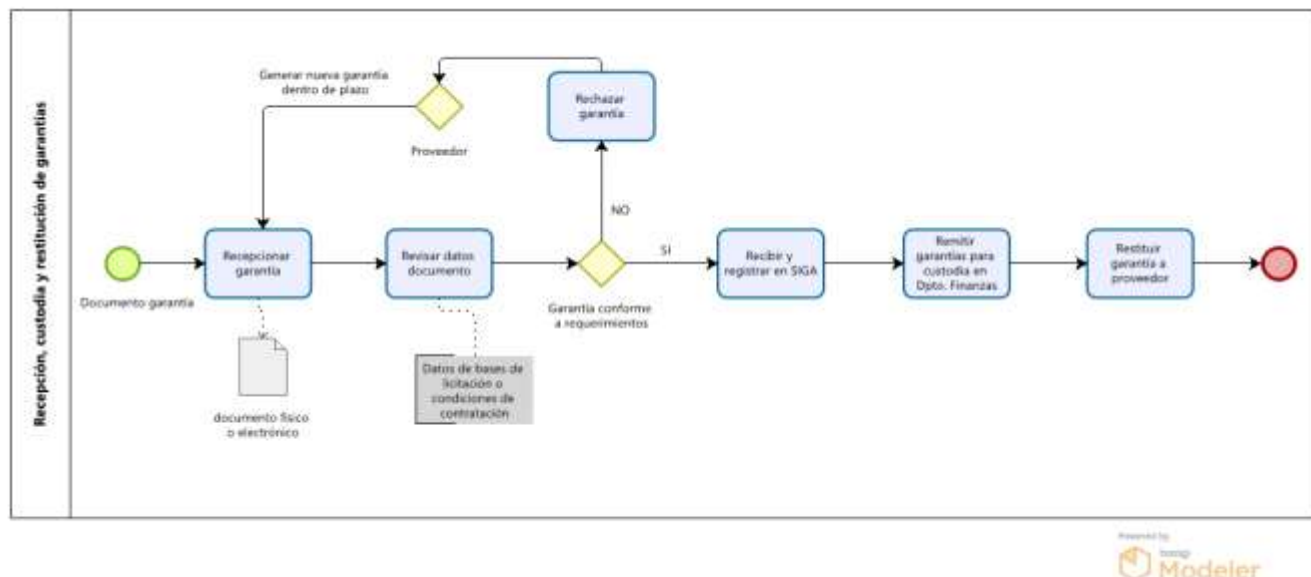 Recepción, custodia y restitución de garantías
Generar nueva garantía
dentro de plazo
Proveedor
Rechazar
garantía
NO
SI
Documento garantía
Recepcionar
garantía
Revisar datos
documento
Garantía conforme
a requerimientos
Recibir y
registrar en SIGA
Remitir
garantías para
custodia en
Dpto. Finanzas
Restituir
garantía a
proveedor
documento físico
o electrónico
Datos de bases de
licitación o
condiciones de
contratación
Powered by
bizagi
Modeler